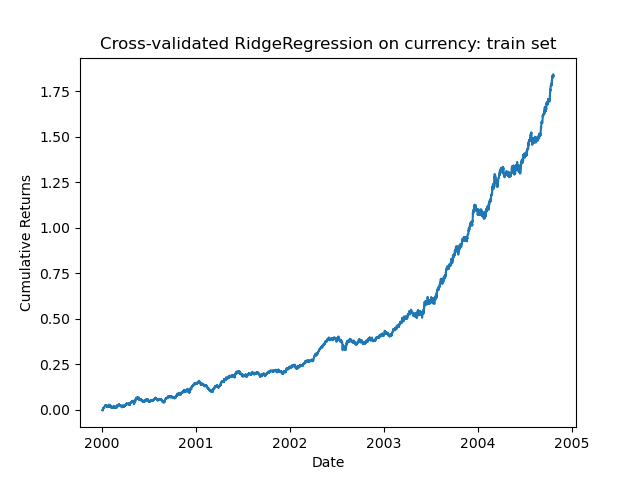 Cross-validated RidgeRegression on currency: train set
1.75
1.50
1.25
1.00
0.75
0.50
0.25
0.00
Cumulative Returns
2000 2001 2002 2003 2004 2005
Date